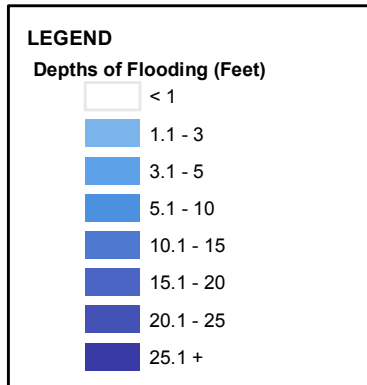 LEGEND
Depths of Flooding (Feet)
< 1
1.1 - 3
3.1 - 5
5.1 - 10
10.1 - 15
15.1 - 20
20.1 - 25
25.1 +